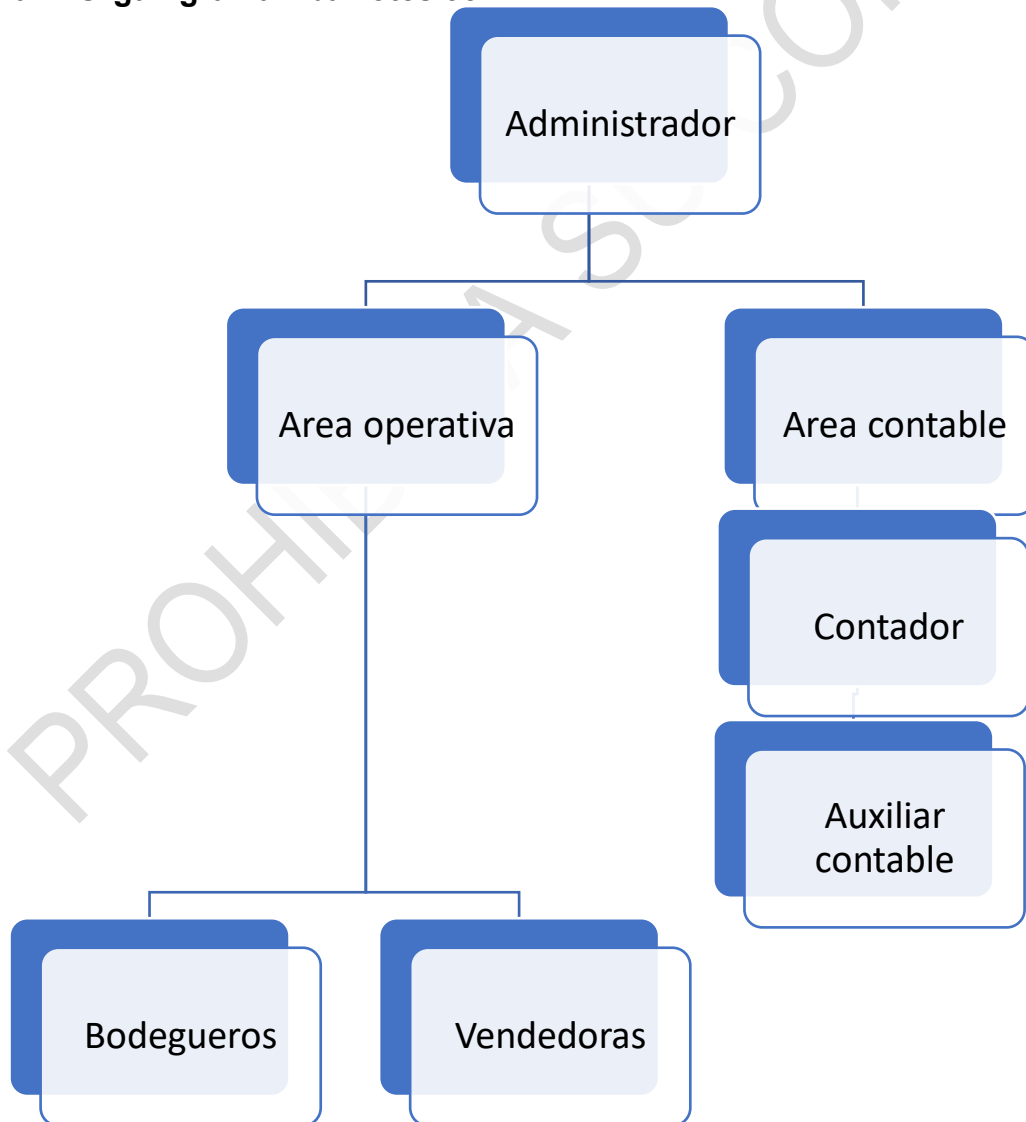 Administrador
Area operativa
Area contable
Contador
Auxiliar
contable
Bodegueros
Vendedoras